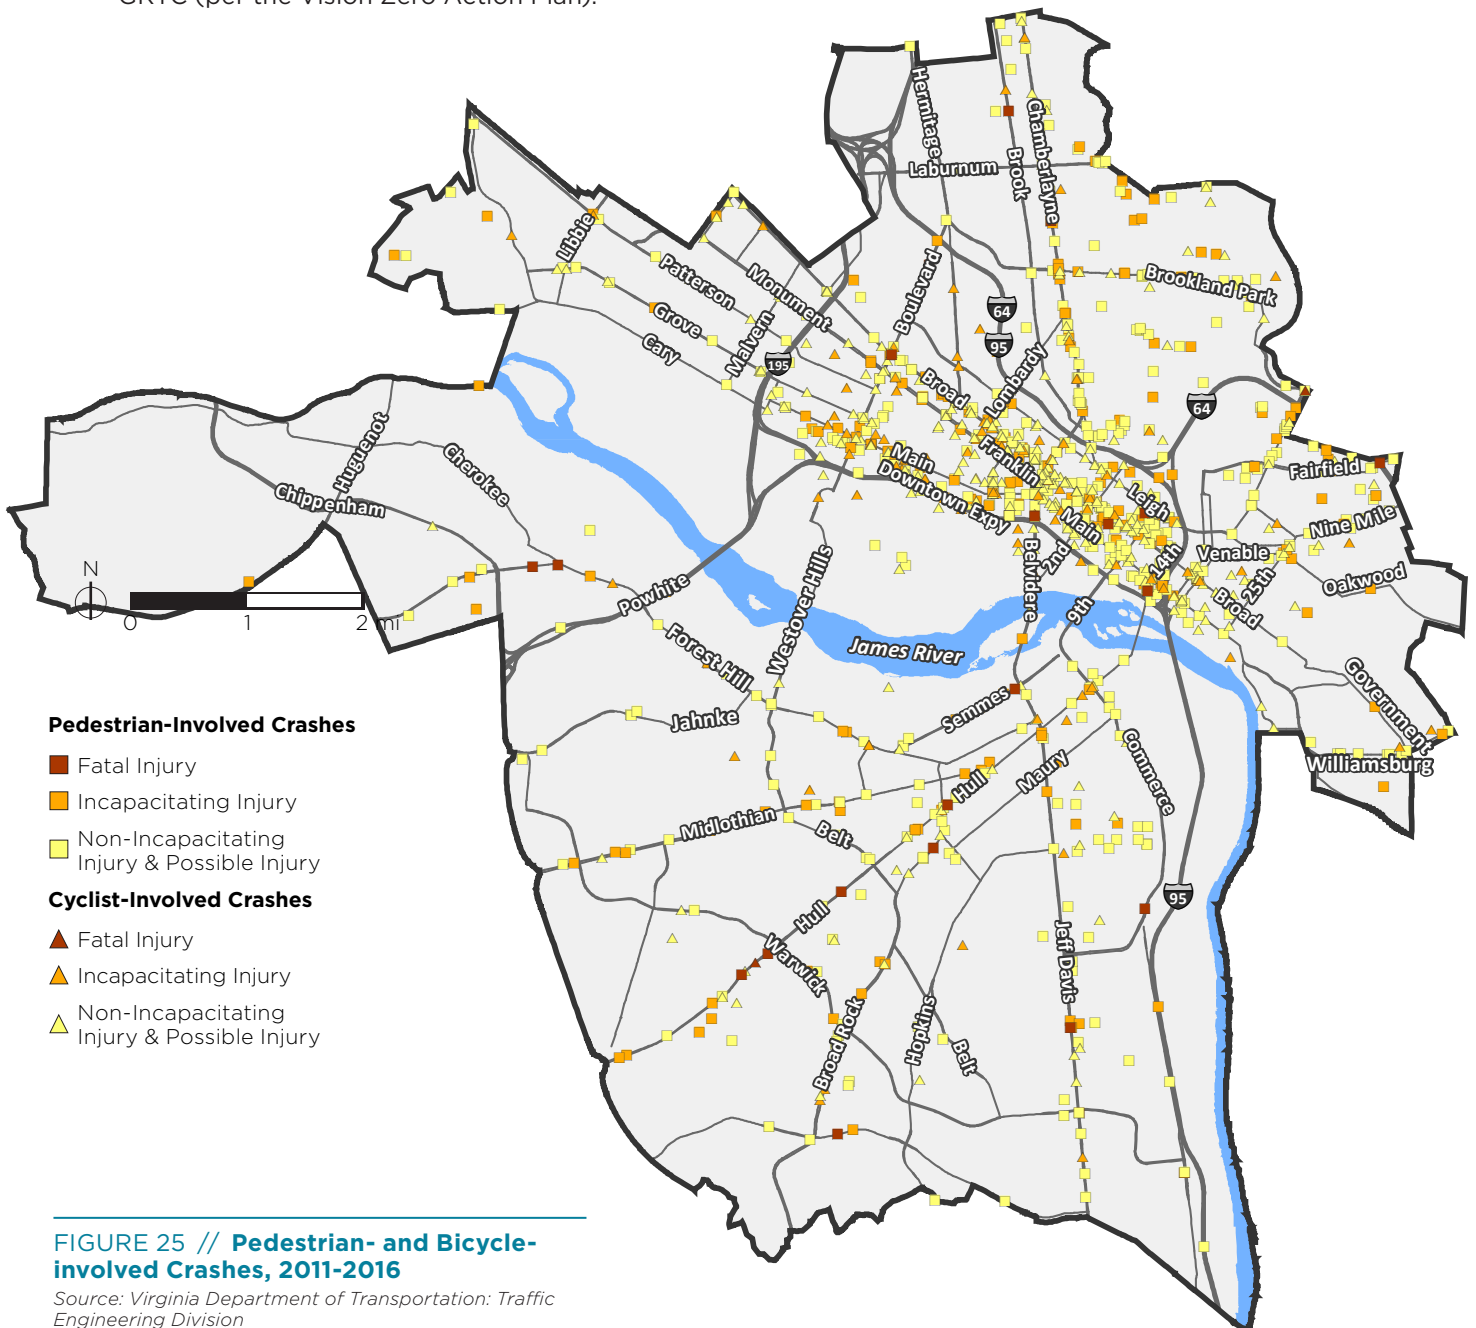 GRTC (per the Vision Zero Action Plan).
Hermitage
Chamberlayne
Brook
Laburnum
Libbie
Patterson
Monument
Boulevard
Brookland Park
64
95
Grove
Malvern
Cary
195
Broad
Lombardy
64
Huguenot
Cherokee
Chippenham
Main
Franklin
Downtown Expy
Leigh
Fairfield
Nine Mile
Main
2nd
Belvidere
14th
Venable
25th
Oakwood
Broad
N
0 1 2 mi
Powhite
Westover Hills
9th
Forest Hill
James River
Government
Semmes
Jahnke
Commerce
Williamsburg
Maury
Hull
Midlothian
Belt
95
Hull
Warwick
Jeff Davis
Broad Rock
Hopkins
Belt
Pedestrian-Involved Crashes
Fatal Injury
Incapacitating Injury
Non-Incapacitating
Injury & Possible Injury
Cyclist-Involved Crashes
Fatal Injury
Incapacitating Injury
Non-Incapacitating
Injury & Possible Injury
FIGURE 25 // Pedestrian- and Bicycle-
involved Crashes, 2011-2016
Source: Virginia Department of Transportation: Traffic
Engineering Division